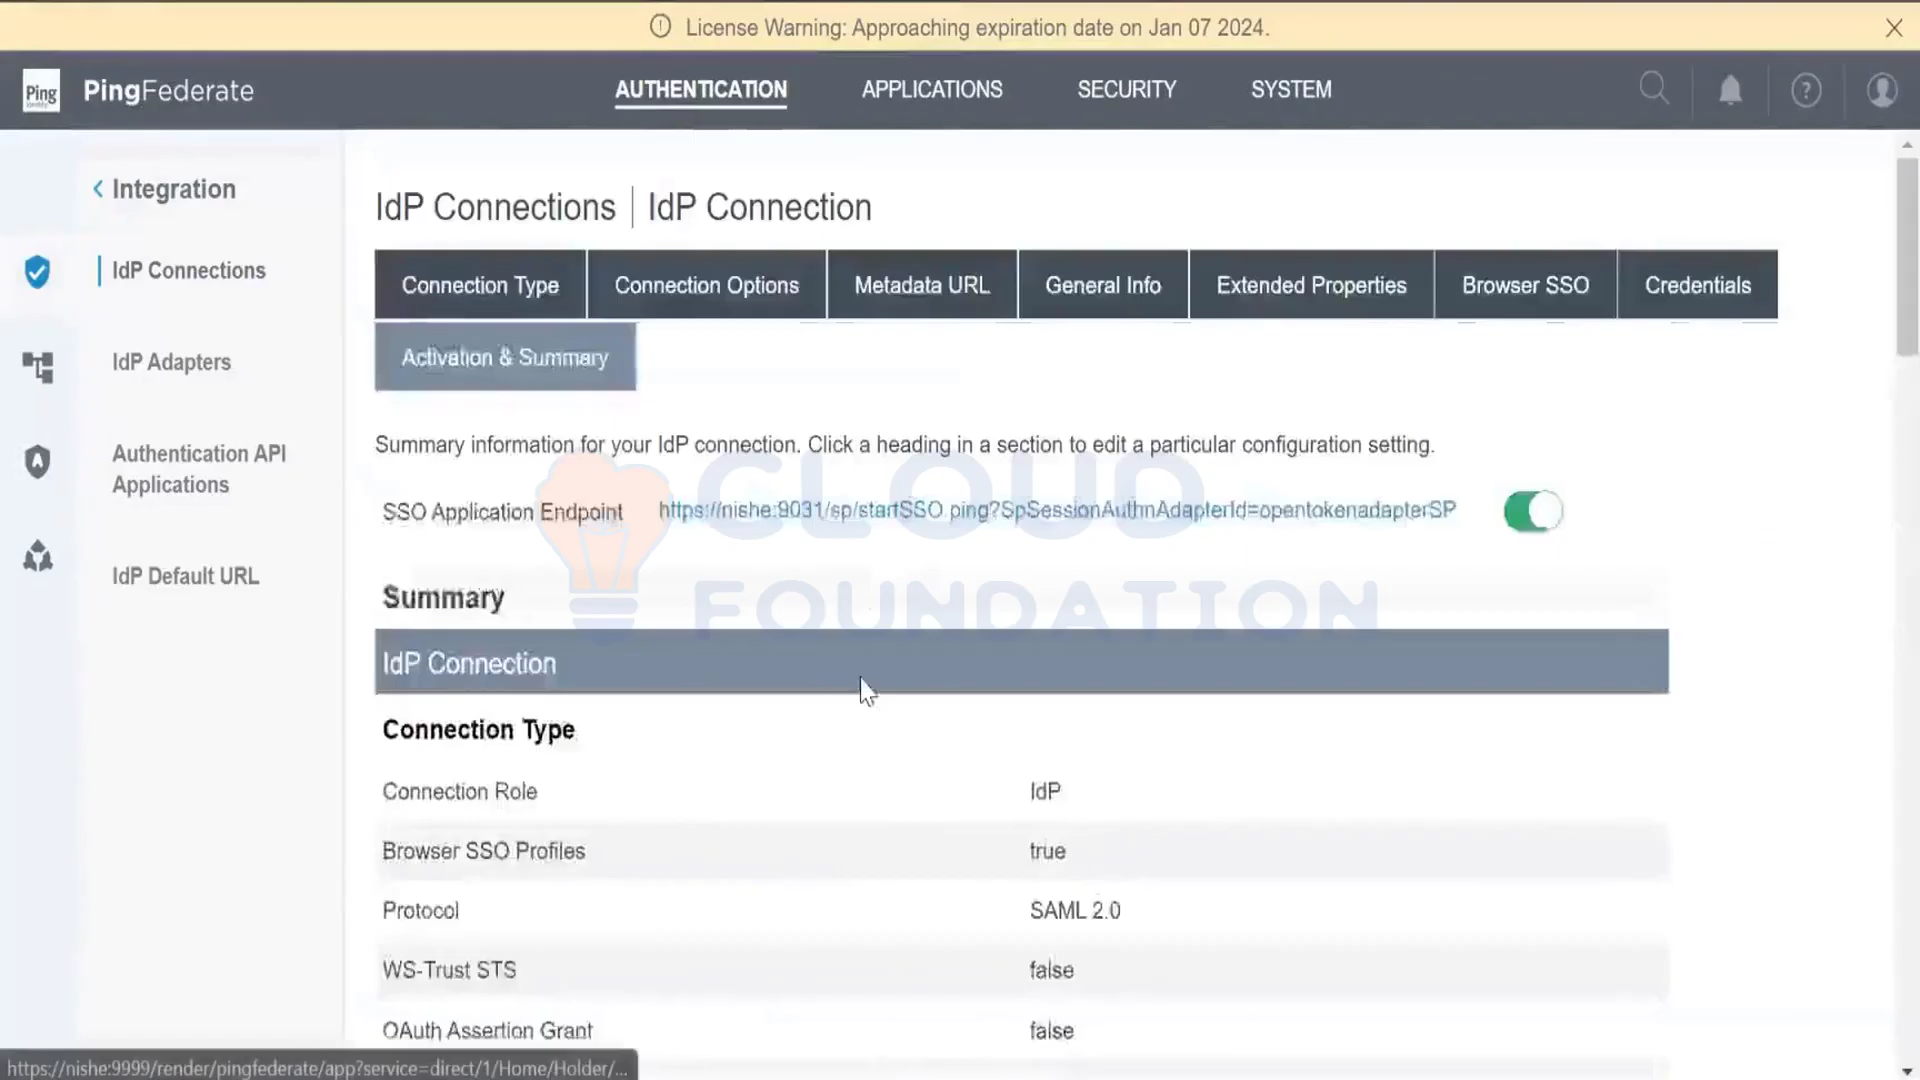 License Warning: Approaching expiration date on Jan 07 2024.
Ping
Identity
PingFederate
AUTHENTICATION
APPLICATIONS
SECURITY
SYSTEM
Integration
IdP Connections
IdP Adapters
Authentication API
Applications
IdP Default URL
IdP Connections | IdP Connection
Connection Type
Connection Options
Metadata URL
General Info
Extended Properties
Browser SSO
Credentials
Activation & Summary
Summary information for your IdP connection. Click a heading in a section to edit a particular configuration setting.
SSO Application Endpoint https://nishe:9031/sp/startSSO.ping?SpSessionAuthnAdapterId=opentokenadapterSP
CLOUD
FOUNDATION
Summary
IdP Connection
Connection Type
Connection Role IdP
Browser SSO Profiles true
Protocol SAML 2.0
WS-Trust STS false
OAuth Assertion Grant false
https://nishe:9999/render/pingfederate/app?service=direct/1/Home/Holder/...